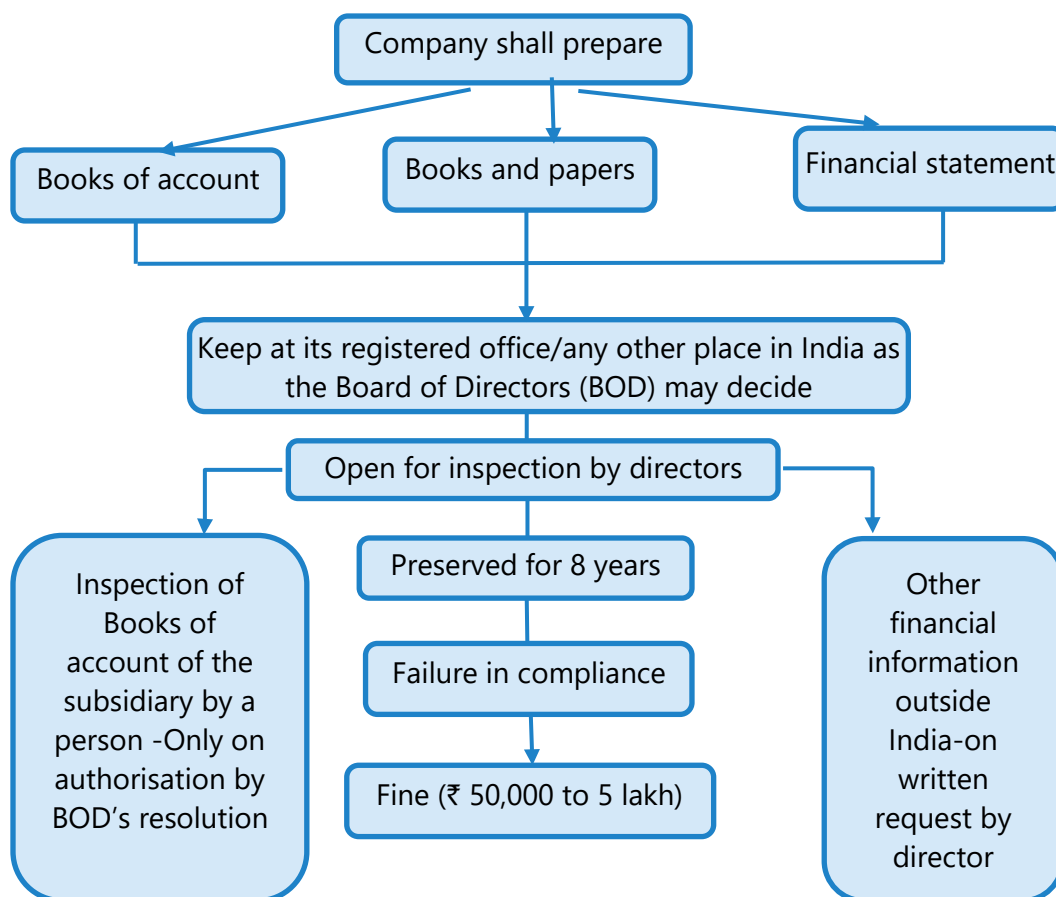 Company shall prepare
Books of account
Books and papers
Financial statement
Keep at its registered office/any other place in India as
the Board of Directors (BOD) may decide
Open for inspection by directors
Inspection of
Books of
account of the
subsidiary by a
person -Only on
authorisation by
BOD’s resolution
Preserved for 8 years
Failure in compliance
Fine (₹ 50,000 to 5 lakh)
Other
financial
information
outside
India-on
written
request by
director